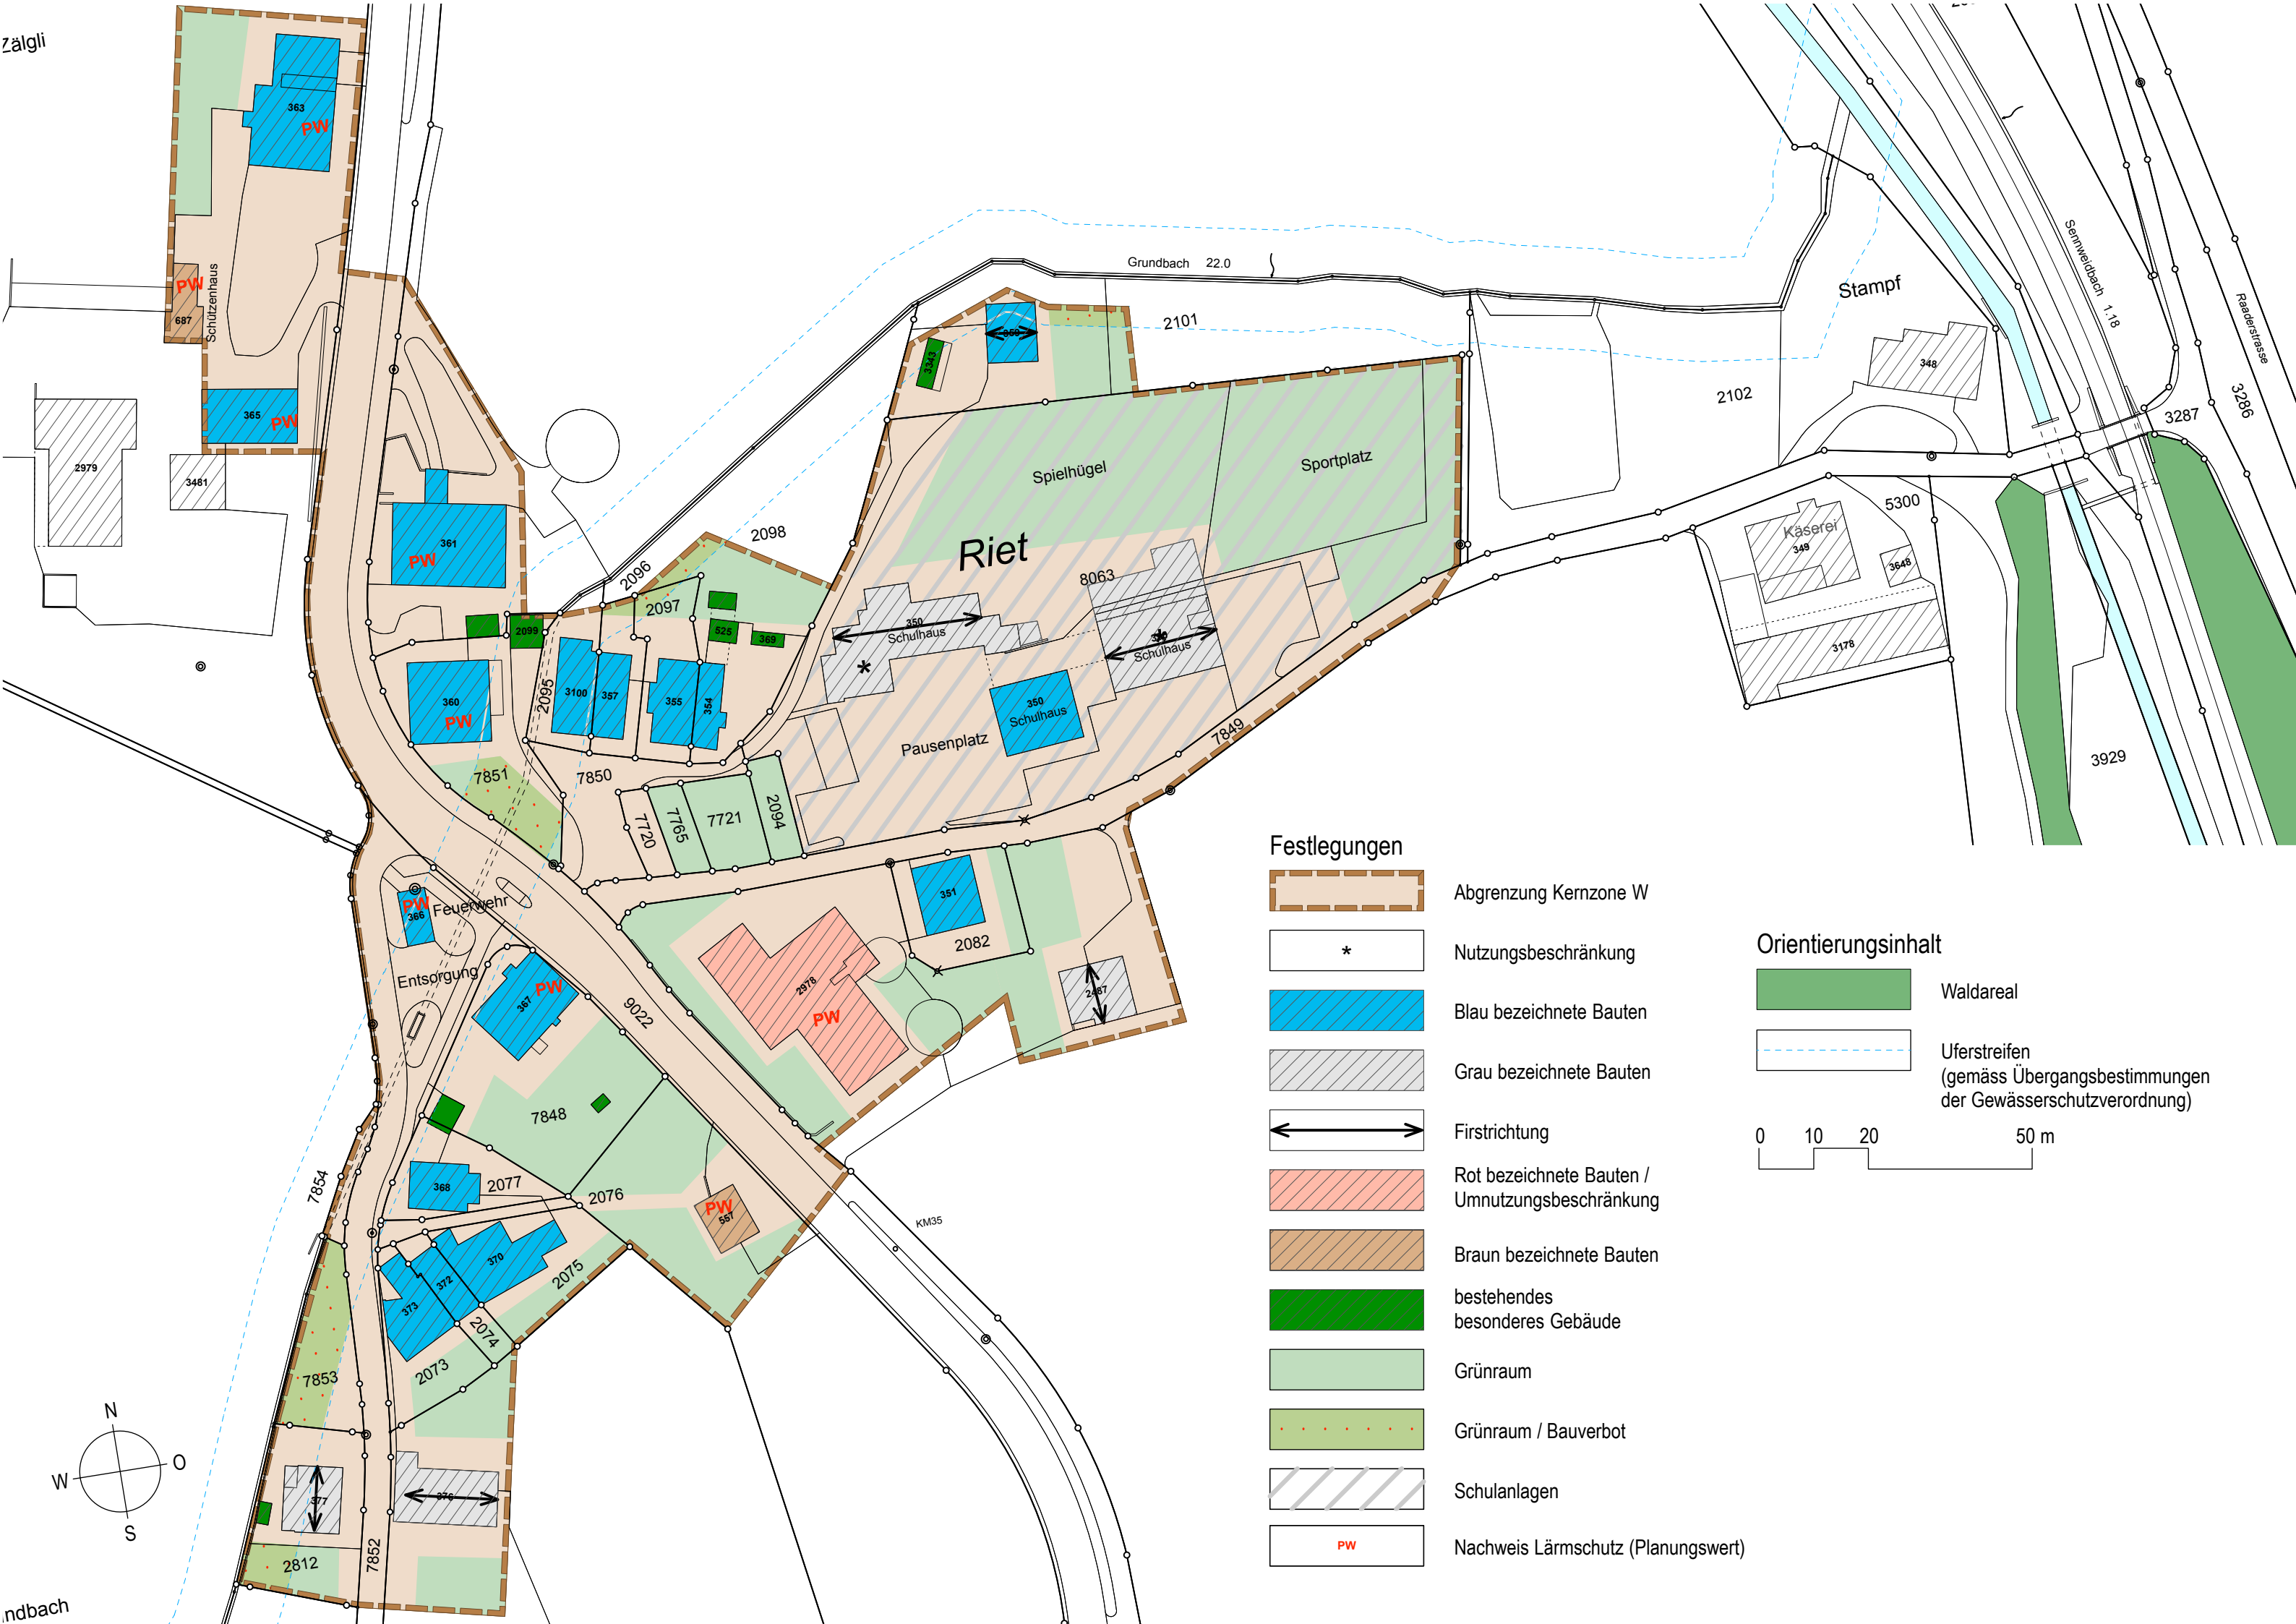 Zälgli
363
PW
PW
687
Schützenhaus
365
PW
2979
3481
361
PW
Grundbach 22.0
2101
3343
Stampf
348
2102
Sennweidbach 1.18
Raaderstrasse
3286
3287
5300
Käserei
349
3648
3178
3929
Spielhügel
Sportplatz
Riet
8063
2098
2096
2097
2099
525
369
350
Schulhaus
*
Schulhaus
350
Schulhaus
Pausenplatz
7849
360
PW
2095
3100
357
355
354
7851
7850
7720
7765
7721
2094
PW
366
Feuerwehr
Entsorgung
367
PW
9022
2978
PW
351
2082
2487
7848
7854
368
2077
2076
PW
557
KM35
373
372
370
2075
2074
2073
7853
377
376
2812
7852
N
W
O
S
ndbach
Festlegungen
Abgrenzung Kernzone W
* Nutzungsbeschränkung
Blau bezeichnete Bauten
Grau bezeichnete Bauten
Firstrichtung
Rot bezeichnete Bauten /
Umnutzungsbeschränkung
Braun bezeichnete Bauten
bestehendes
besonderes Gebäude
Grünraum
Grünraum / Bauverbot
Schulanlagen
PW Nachweis Lärmschutz (Planungswert)
Orientierungsinhalt
Waldareal
Uferstreifen
(gemäss Übergangsbestimmungen
der Gewässerschutzverordnung)
0 10 20 50 m